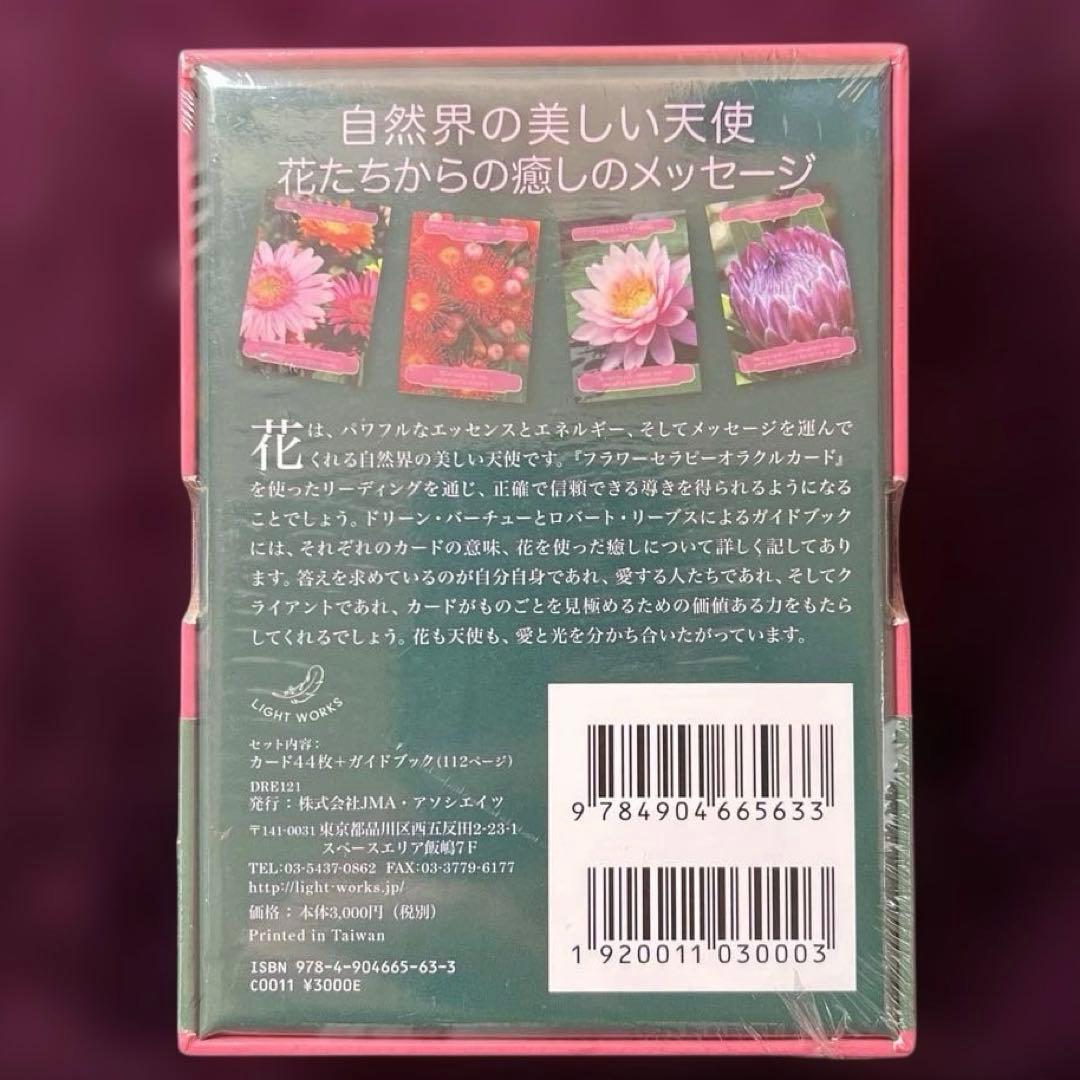 自然界の美しい天使
花たちからの癒しのメッセージ
花は、パワフルなエッセンスとエネルギー、そしてメッセージを運んで
くれる自然界の美しい天使です。『フラワーセラピーオラクルカード』
を使ったリーディングを通じ、正確で信頼できる導きを得られるようになる
ことでしょう。ドリーン・バーチューとロバート・リーブスによるガイドブック
には、それぞれのカードの意味、花を使った癒しについて詳しく記してあり
ます。答えを求めているのが自分自身であれ、愛する人たちであれ、そしてク
ライアントであれ、カードがものごとを見極めるための価値ある力をもたら
してくれるでしょう。花も天使も、愛と光を分かち合いたがっています。
LIGHT WORKS
セット内容：
カード44枚＋ガイドブック（112ページ）
DRE121
発行：株式会社JMA・アソシエイツ
〒141-0031 東京都品川区西五反田2-23-1
スペースエリア飯嶋7F
TEL:03-5437-0862 FAX:03-3779-6177
http://light-works.jp/
価格：本体3,000円（税別）
Printed in Taiwan
ISBN 978-4-904665-63-3
C0011 ¥3000E
9 784904 665633
1 920011 030003